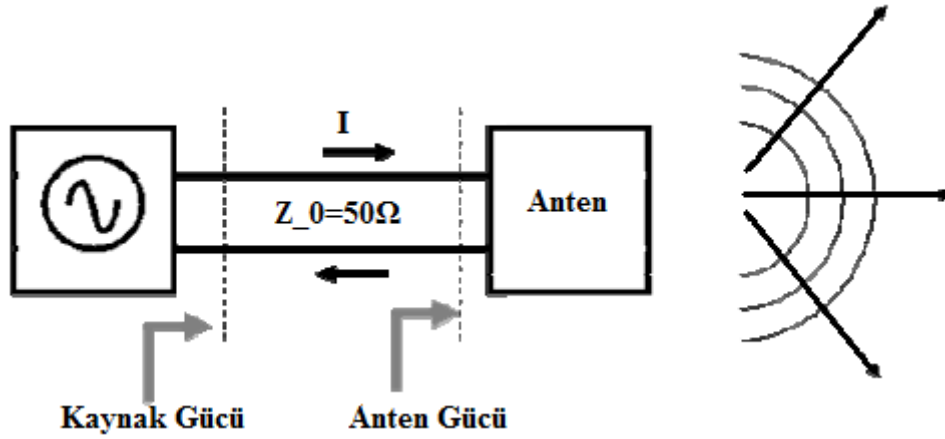 I
Z_0=50Ω
Anten
Kaynak Gücü
Anten Gücü